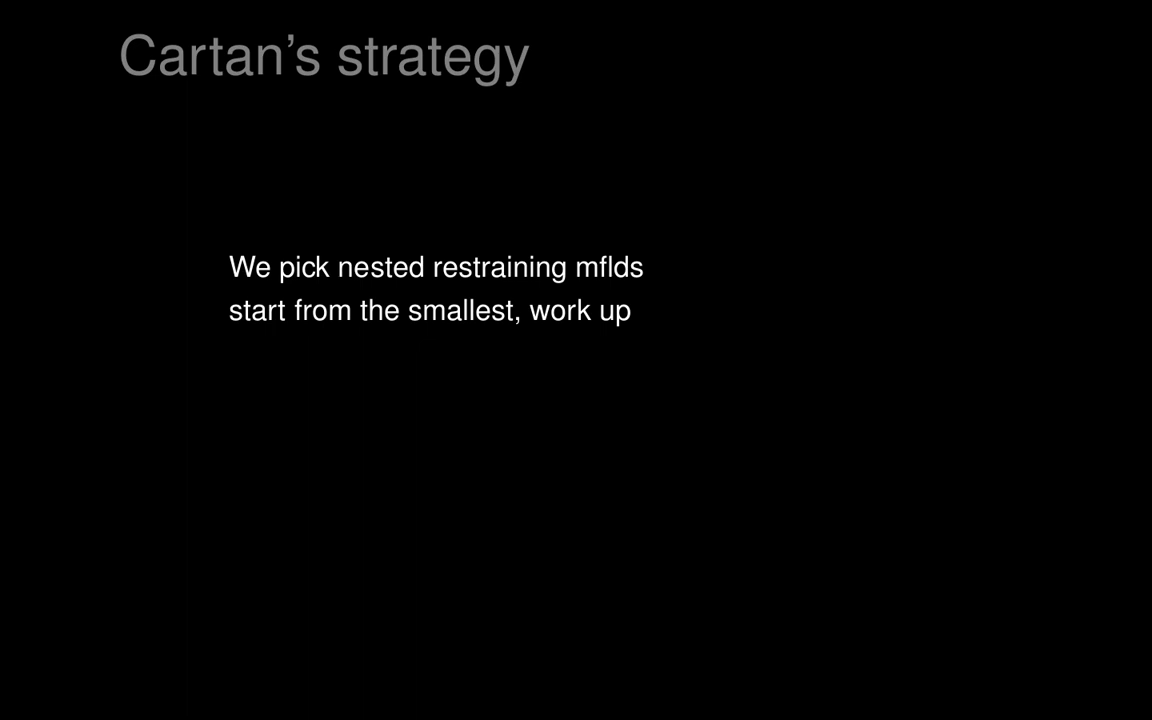 Cartan’s strategy
We pick nested restraining mflds
start from the smallest, work up